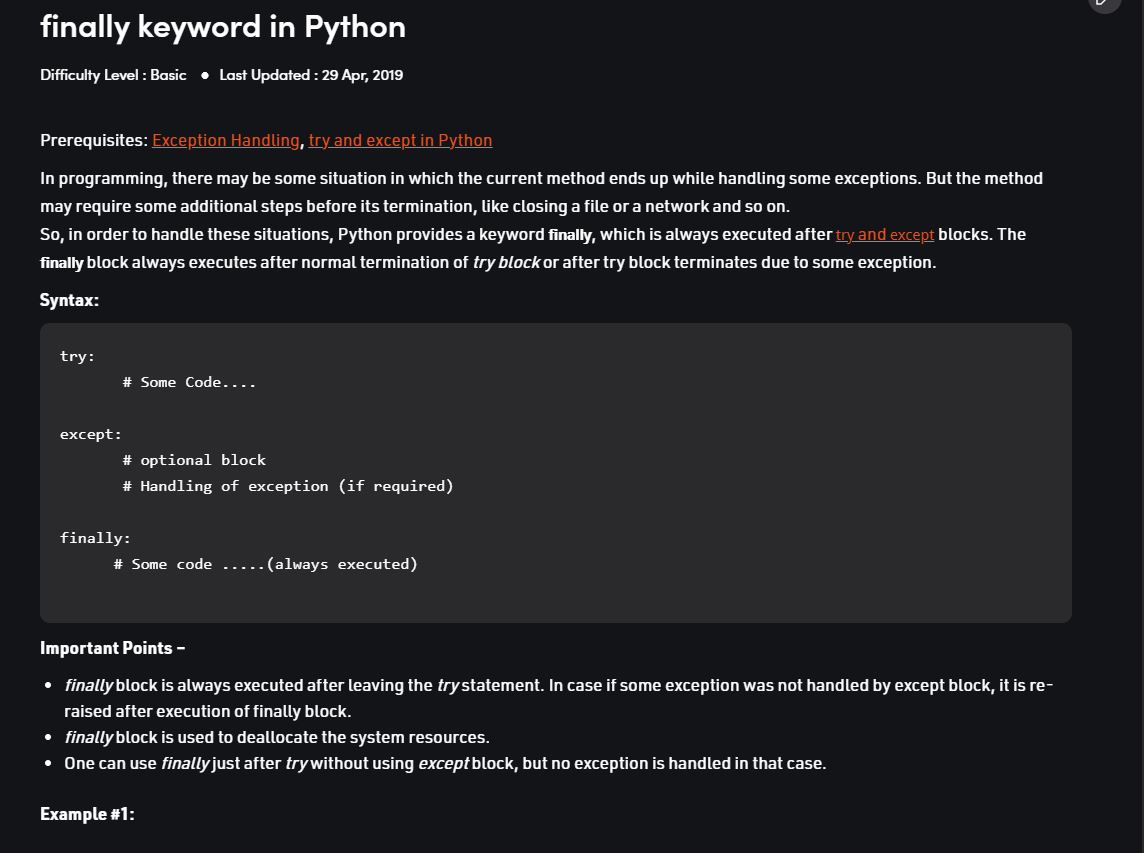 finally keyword in Python
Difficulty Level : Basic ● Last Updated : 29 Apr, 2019
Prerequisites: Exception Handling, try and except in Python
In programming, there may be some situation in which the current method ends up while handling some exceptions. But the method
may require some additional steps before its termination, like closing a file or a network and so on.
So, in order to handle these situations, Python provides a keyword finally, which is always executed after try and except blocks. The
finally block always executes after normal termination of try block or after try block terminates due to some exception.
Syntax:
try:
       # Some Code....
except:
       # optional block
       # Handling of exception (if required)
finally:
      # Some code .....(always executed)
Important Points –
• finally block is always executed after leaving the try statement. In case if some exception was not handled by except block, it is re-
raised after execution of finally block.
• finally block is used to deallocate the system resources.
• One can use finally just after try without using except block, but no exception is handled in that case.
Example #1: